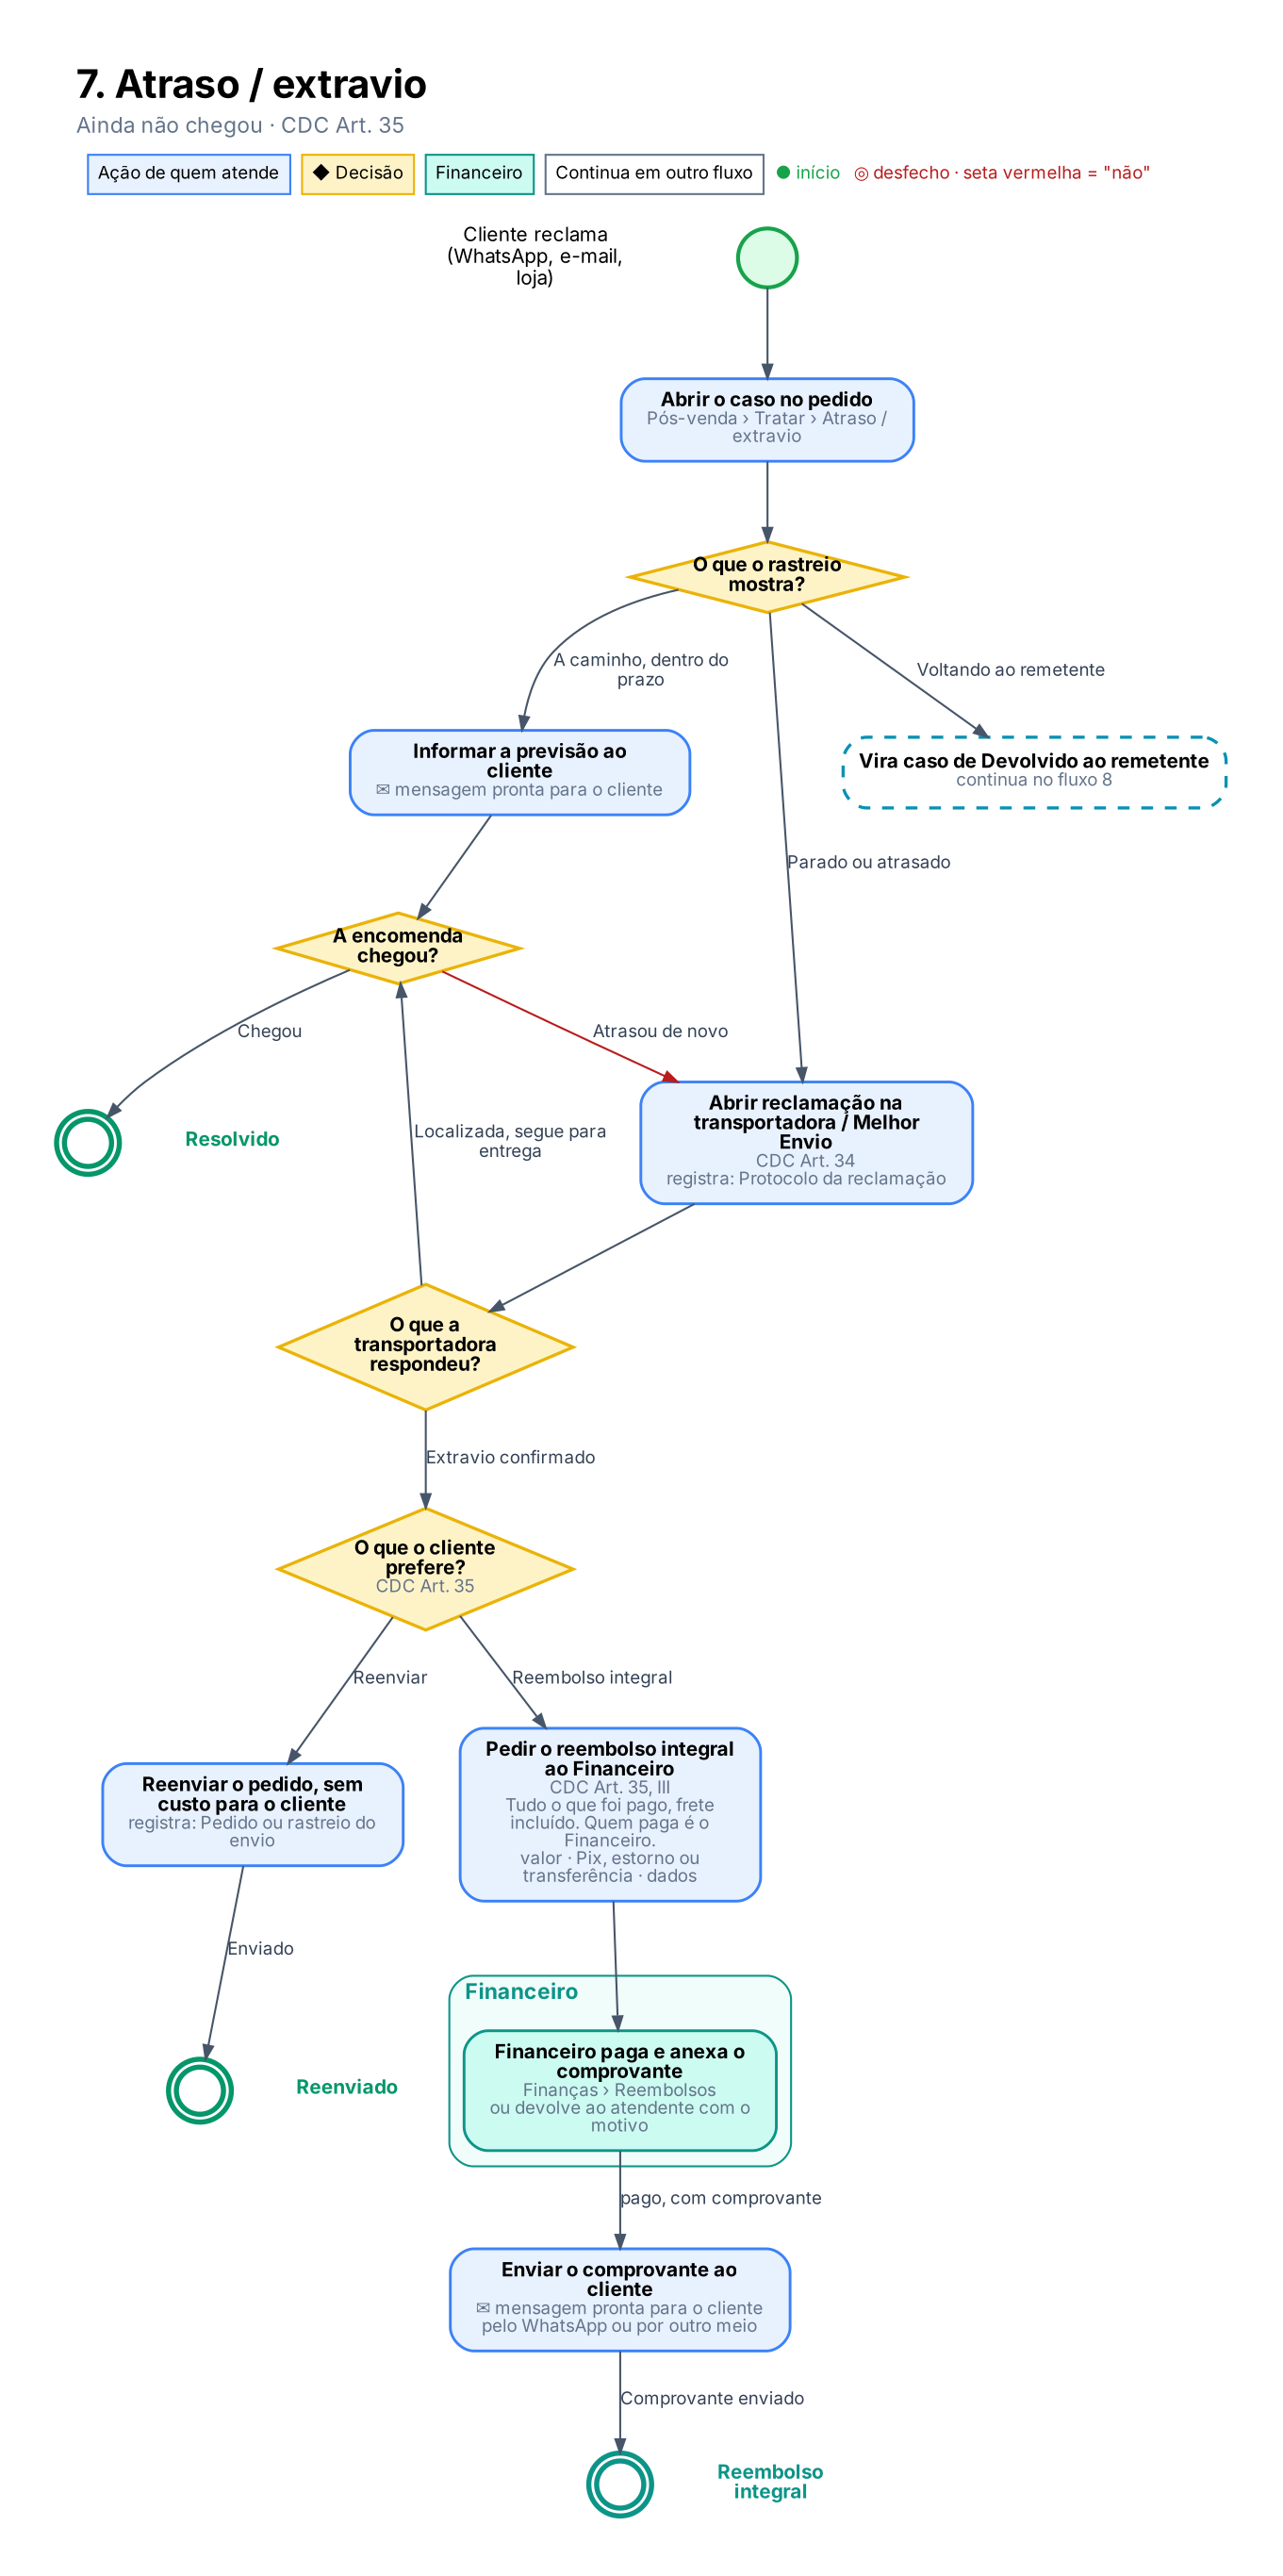 7. Atraso / extravio
Ainda não chegou · CDC Art. 35
Ação de quem atende
◆ Decisão
Financeiro
Continua em outro fluxo
● início
◎ desfecho · seta vermelha = "não"
Cliente reclama
(WhatsApp, e-mail,
loja)
Abrir o caso no pedido
Pós-venda › Tratar › Atraso /
extravio
O que o rastreio
mostra?
A caminho, dentro do
prazo
Voltando ao remetente
Informar a previsão ao
cliente
✉ mensagem pronta para o cliente
Vira caso de Devolvido ao remetente
continua no fluxo 8
Parado ou atrasado
A encomenda
chegou?
Chegou
Atrasou de novo
Resolvido
Localizada, segue para
entrega
Abrir reclamação na
transportadora / Melhor
Envio
CDC Art. 34
registra: Protocolo da reclamação
O que a
transportadora
respondeu?
Extravio confirmado
O que o cliente
prefere?
CDC Art. 35
Reenviar
Reembolso integral
Reenviar o pedido, sem
custo para o cliente
registra: Pedido ou rastreio do
envio
Pedir o reembolso integral
ao Financeiro
CDC Art. 35, III
Tudo o que foi pago, frete
incluído. Quem paga é o
Financeiro.
valor · Pix, estorno ou
transferência · dados
Enviado
Financeiro
Financeiro paga e anexa o
comprovante
Finanças › Reembolsos
ou devolve ao atendente com o
motivo
Reenviado
pago, com comprovante
Enviar o comprovante ao
cliente
✉ mensagem pronta para o cliente
pelo WhatsApp ou por outro meio
Comprovante enviado
Reembolso
integral